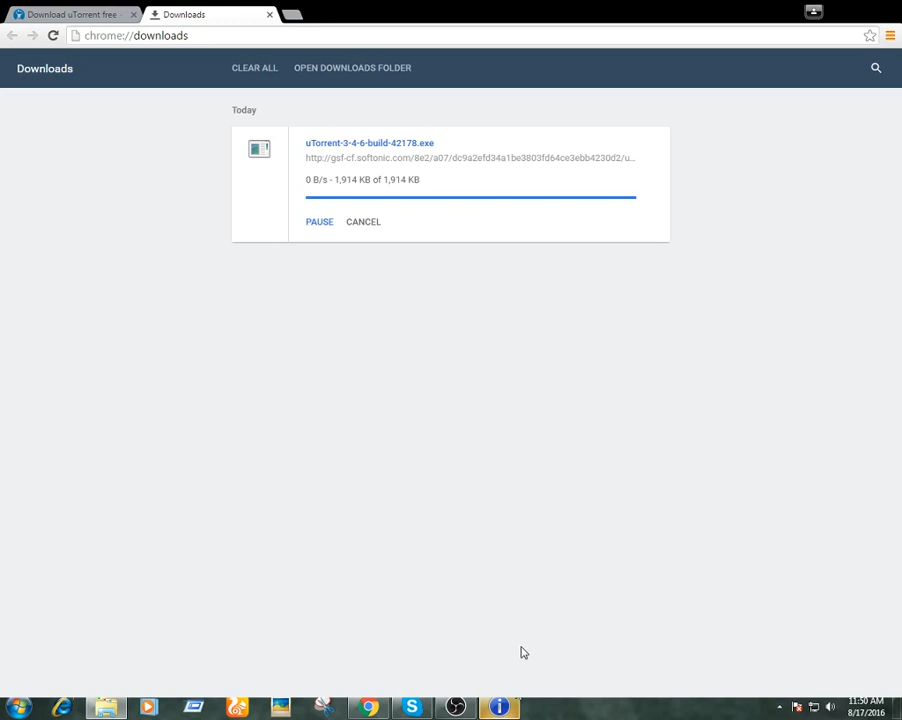 Download uTorrent free -
Downloads
chrome://downloads
Downloads
CLEAR ALL
OPEN DOWNLOADS FOLDER
Today
uTorrent-3-4-6-build-42178.exe
http://gsf-cf.softonic.com/8e2/a07/dc9a2efd34a1be3803fd64ce3ebb4230d2/u...
0 B/s - 1,914 KB of 1,914 KB
PAUSE
CANCEL
11:50 AM
8/17/2016